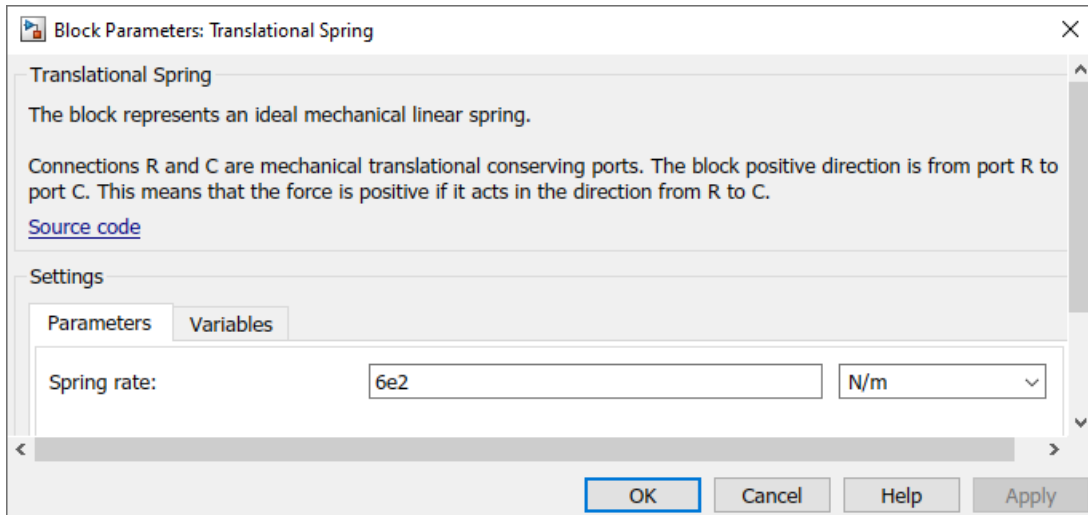 Block Parameters: Translational Spring
Translational Spring
The block represents an ideal mechanical linear spring.
Connections R and C are mechanical translational conserving ports. The block positive direction is from port R to
port C. This means that the force is positive if it acts in the direction from R to C.
Source code
Settings
Parameters Variables
Spring rate: 6e2 N/m
OK Cancel Help Apply